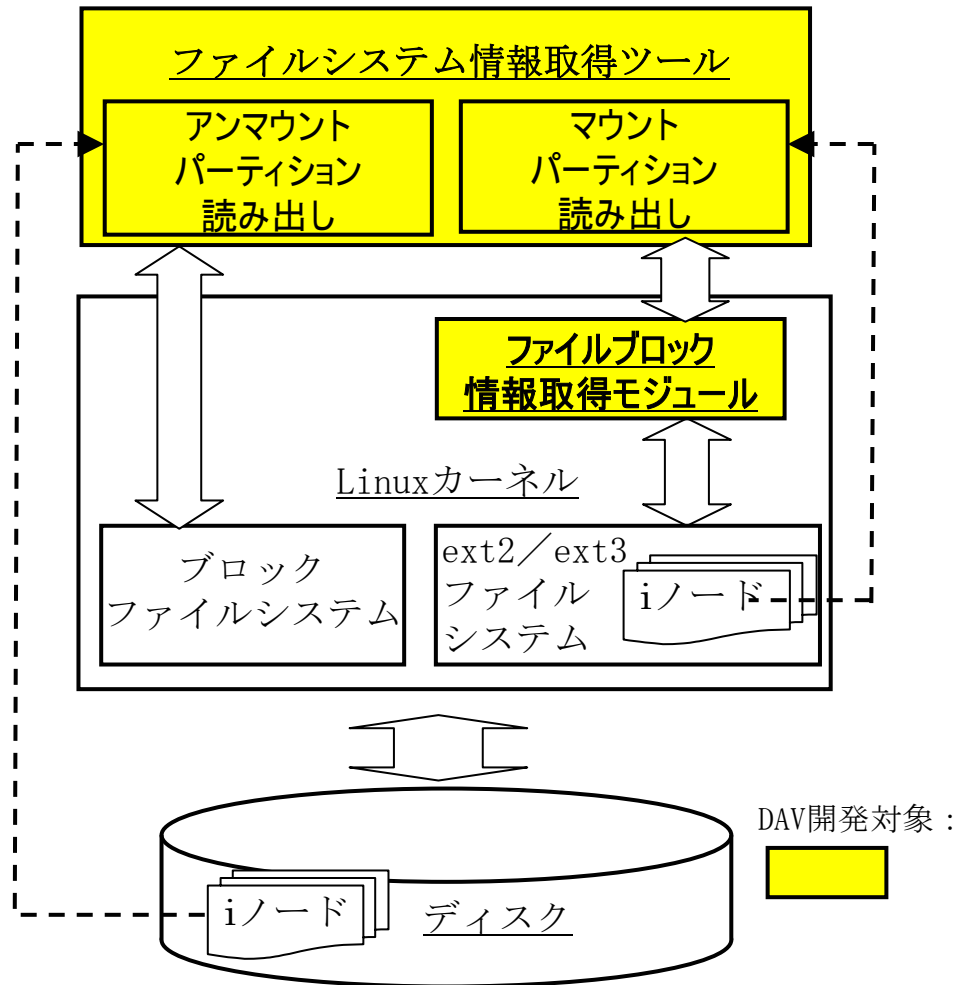 ファイルシステム情報取得ツール
アンマウント
パーティション
読み出し
マウント
パーティション
読み出し
ファイルブロック
情報取得モジュール
Linuxカーネル
ブロック
ファイルシステム
ext2／ext3
ファイル
システム
iノード
DAV開発対象：
iノード
ディスク